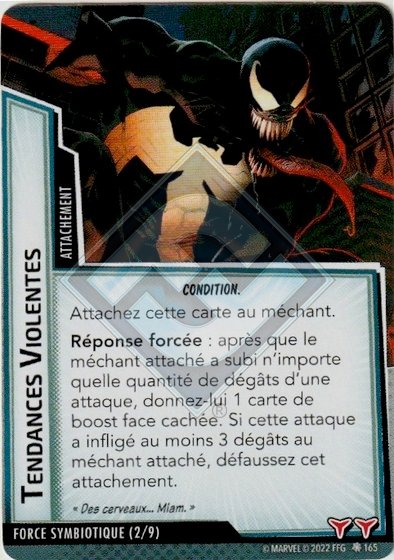 TENDANCES VIOLENTES
ATTACHEMENT
CONDITION.
Attachez cette carte au méchant.
Réponse forcée : après que le
méchant attaché a subi n'importe
quelle quantité de dégâts d'une
attaque, donnez-lui 1 carte de
boost face cachée. Si cette attaque
a infligé au moins 3 dégâts au
méchant attaché, défaussez cet
attachement.
« Des cerveaux... Miam. »
FORCE SYMBIOTIQUE (2/9)
© MARVEL © 2022 FFG 165